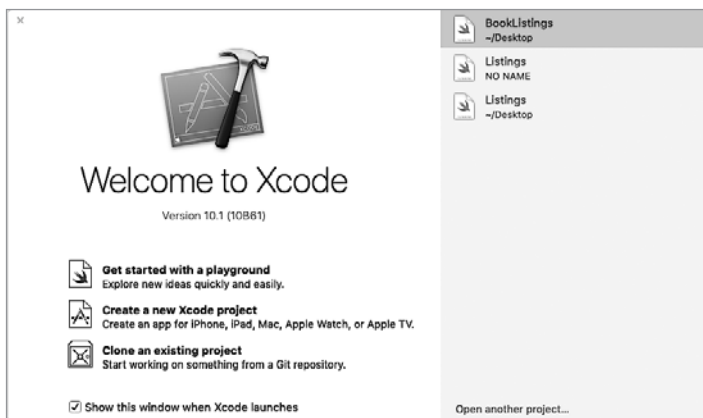 Welcome to Xcode
Version 10.1 (10B61)
Get started with a playground
Explore new ideas quickly and easily.
Create a new Xcode project
Create an app for iPhone, iPad, Mac, Apple Watch, or Apple TV.
Clone an existing project
Start working on something from a Git repository.
Show this window when Xcode launches
BookListings
~/Desktop
Listings
NO NAME
Listings
~/Desktop
Open another project...